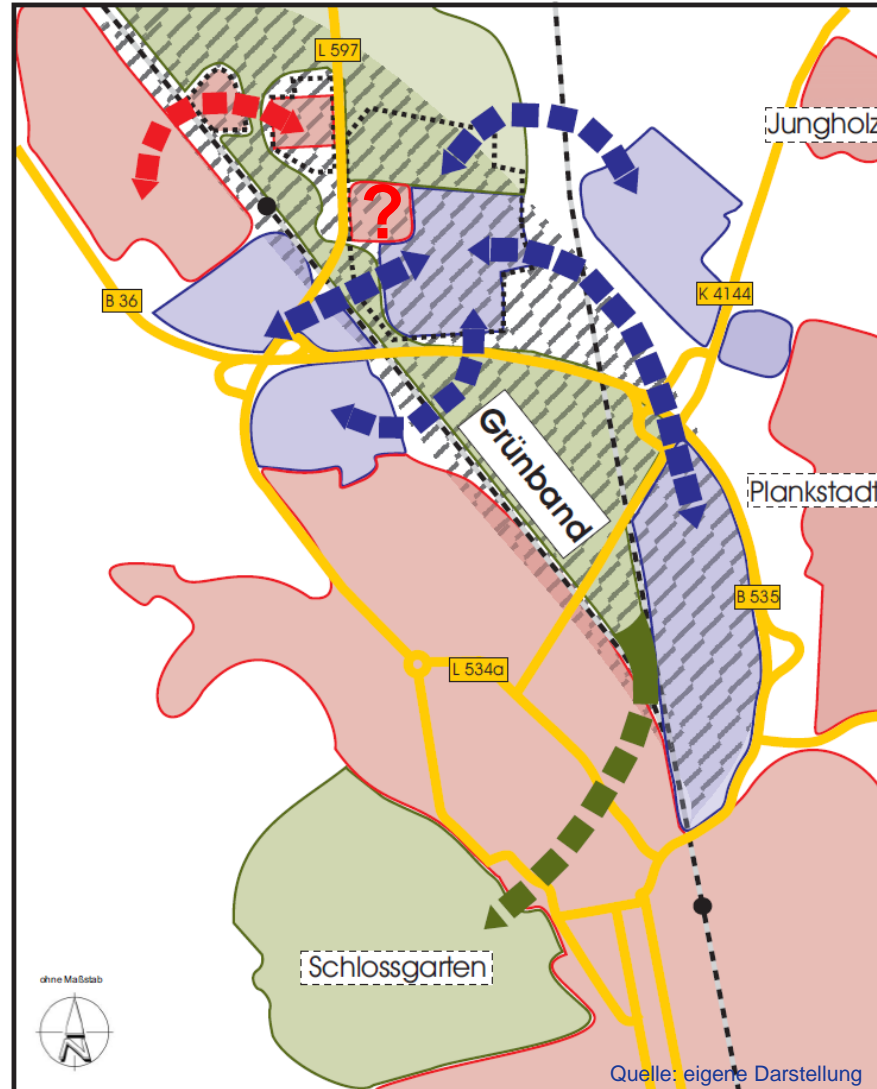 L 597
Jungholz
?
B 36
K 4144
Grünband
Plankstadt
B 535
L 534a
Schlossgarten
ohne Maßstab
N
Quelle: eigene Darstellung